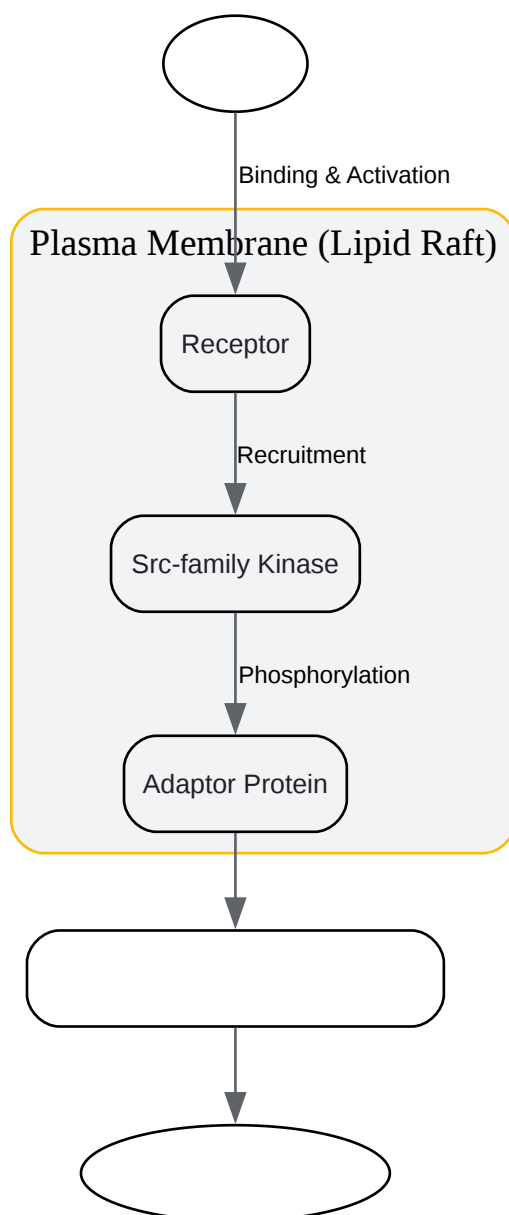 Binding & Activation
Plasma Membrane (Lipid Raft)
Receptor
Recruitment
Src-family Kinase
Phosphorylation
Adaptor Protein